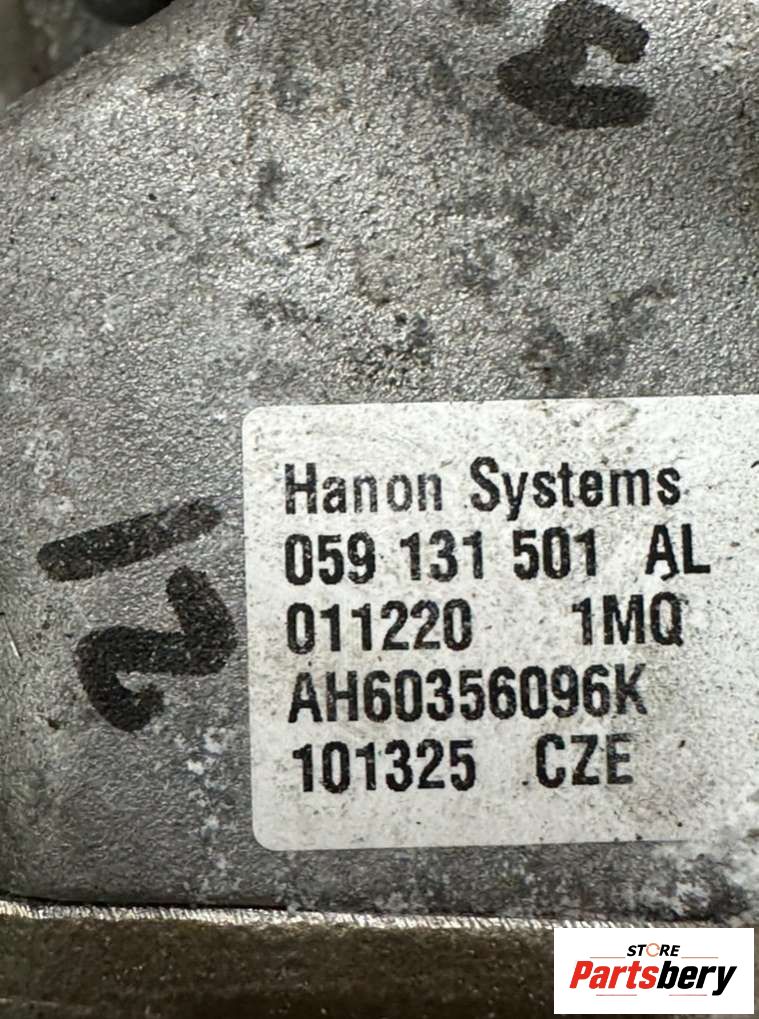 Hanon Systems
059 131 501 AL
011220 1MQ
AH60356096K
101325 CZE
STORE
Partsbery